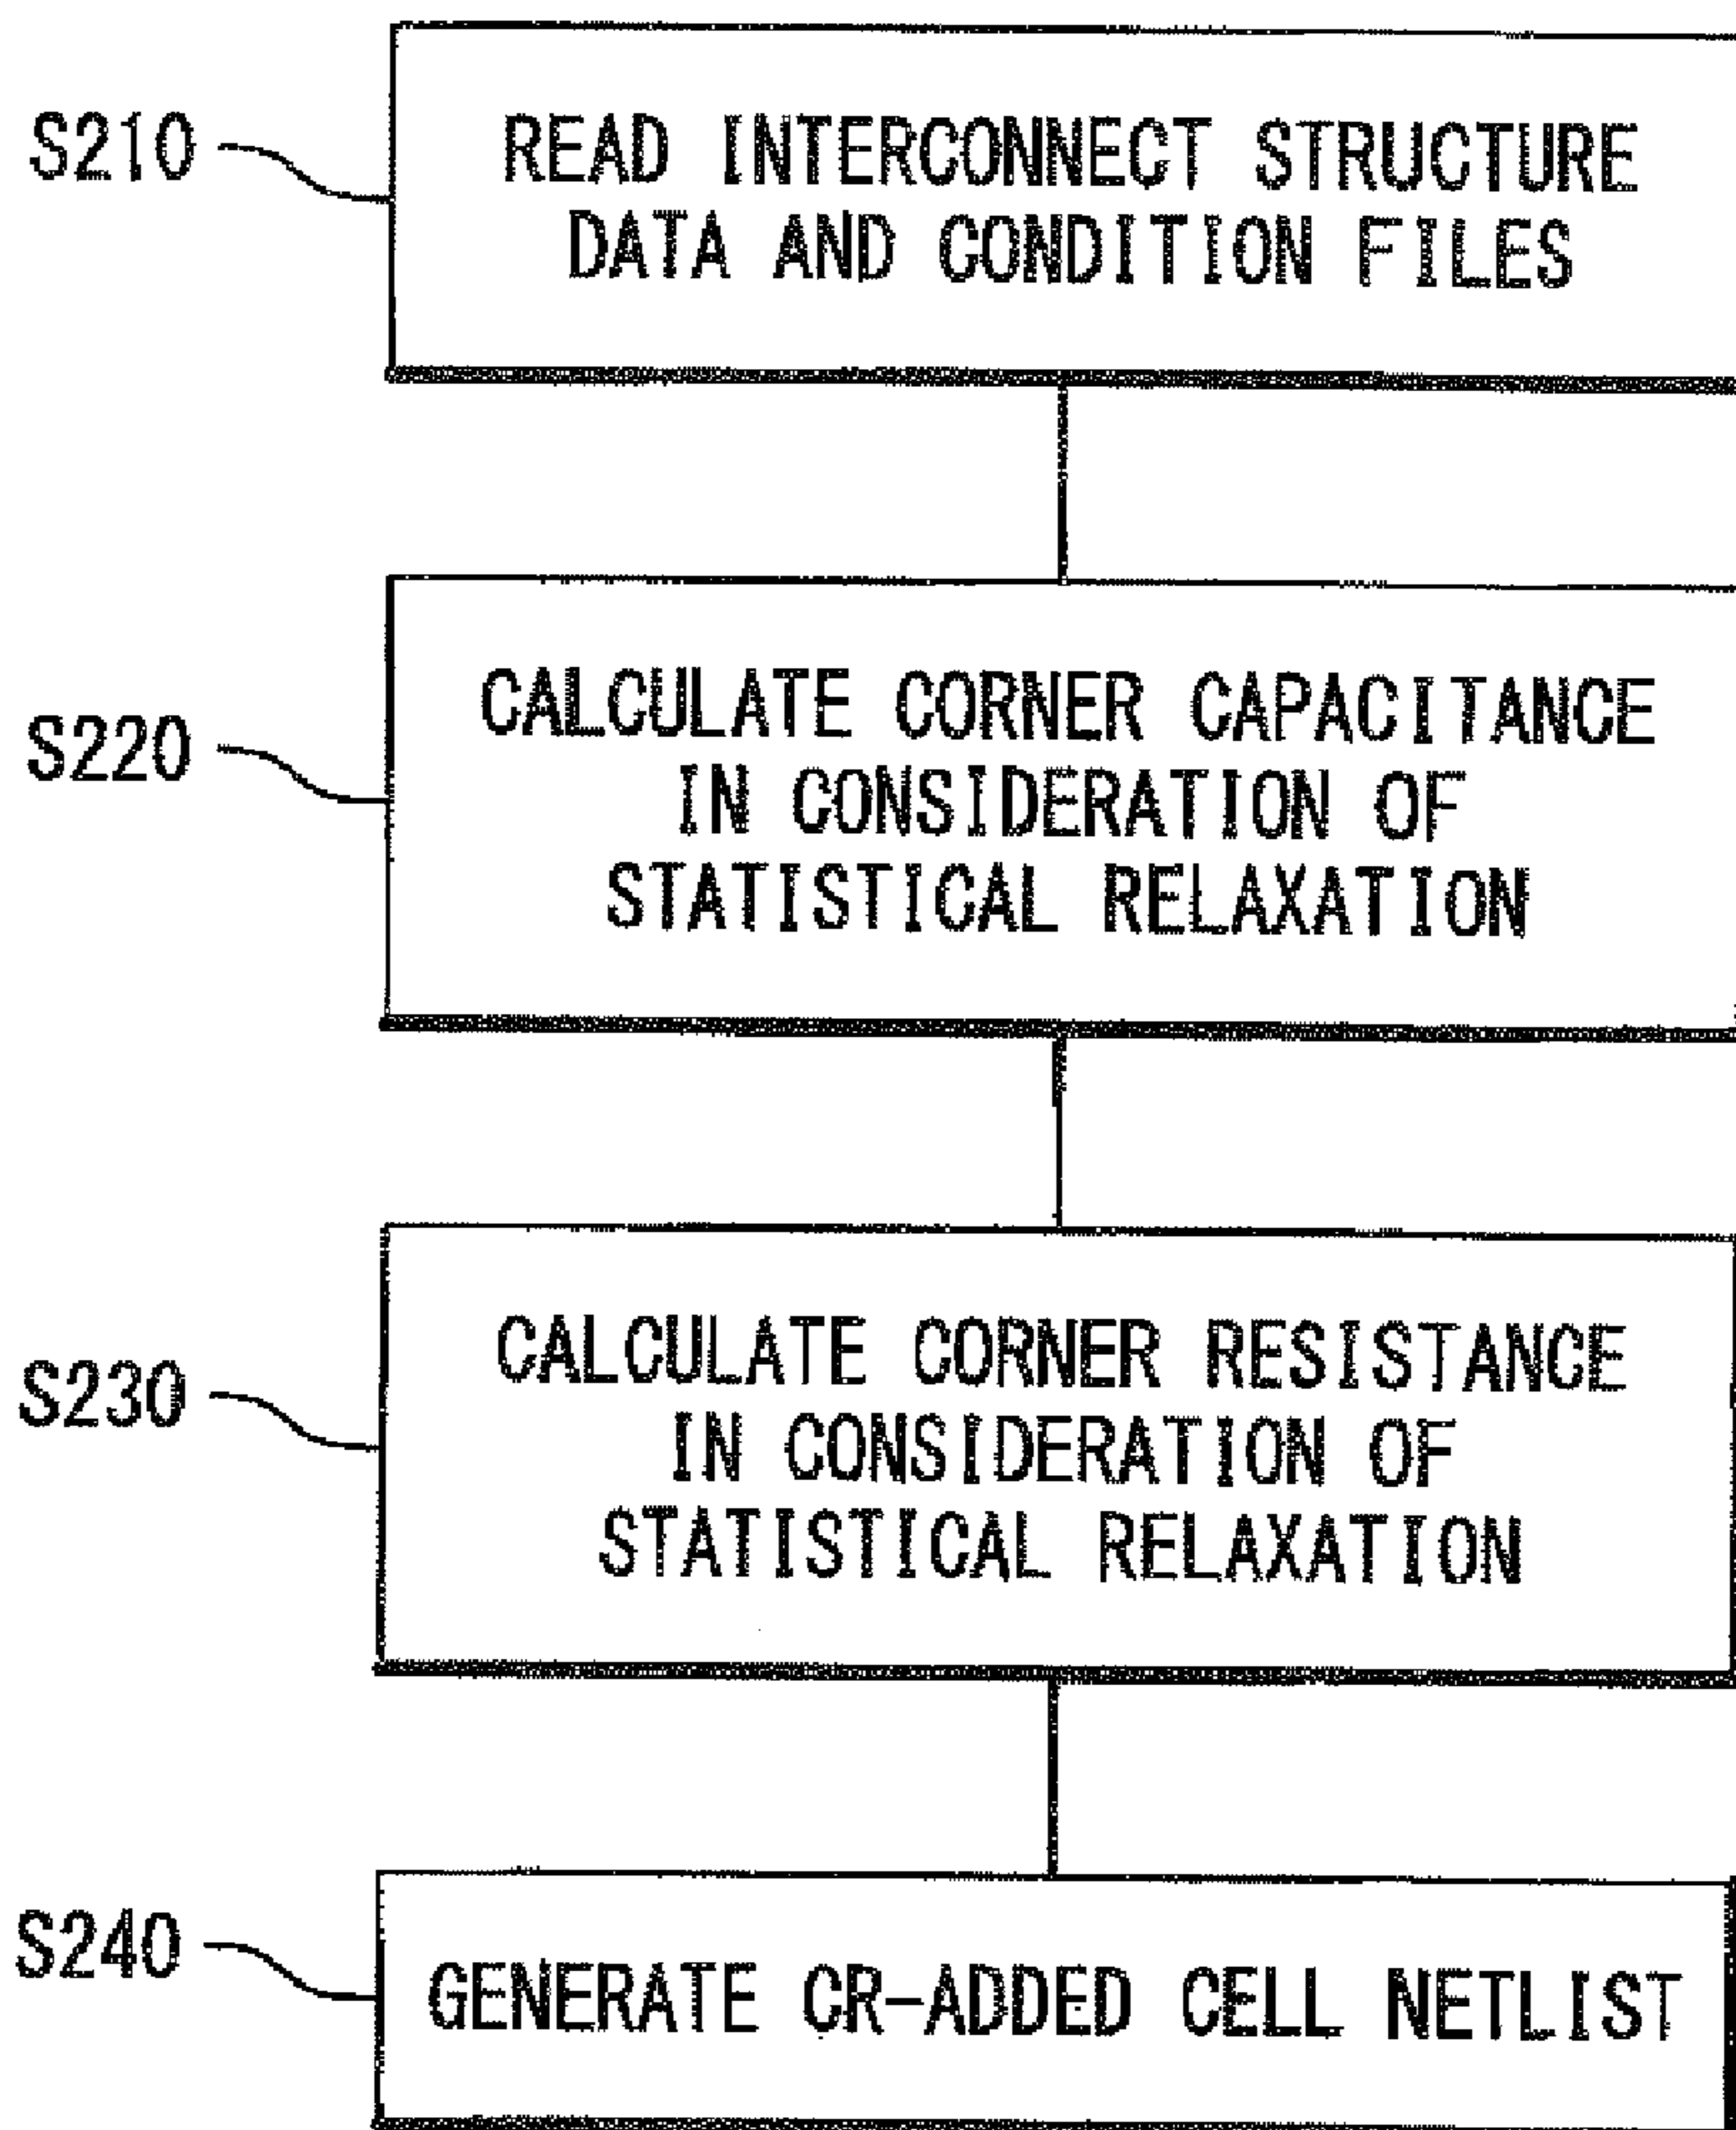 S210
READ INTERCONNECT STRUCTURE
DATA AND CONDITION FILES
S220
CALCULATE CORNER CAPACITANCE
IN CONSIDERATION OF
STATISTICAL RELAXATION
S230
CALCULATE CORNER RESISTANCE
IN CONSIDERATION OF
STATISTICAL RELAXATION
S240
GENERATE CR-ADDED CELL NETLIST